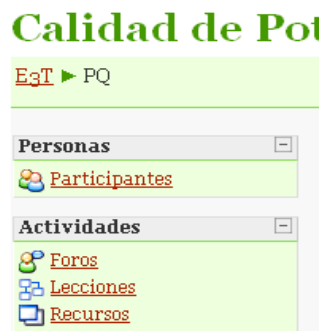 Calidad de Pot
E3T ► PQ
Personas
Participantes
Actividades
Foros
Lecciones
Recursos